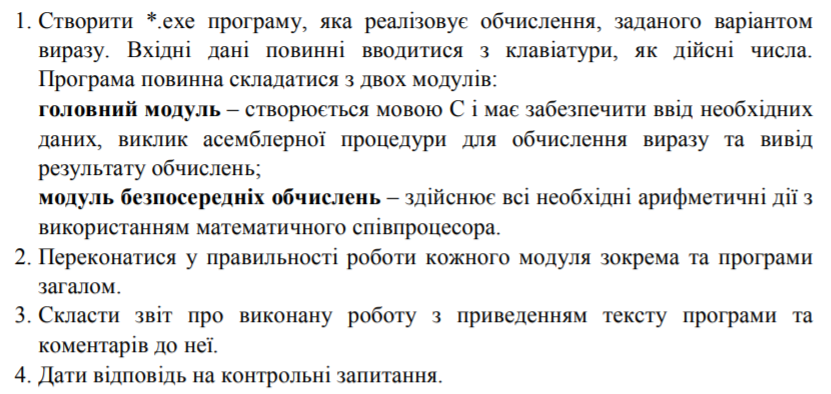 1. Створити *.exe програму, яка реалізовує обчислення, заданого варіантом
виразу. Вхідні дані повинні вводитися з клавіатури, як дійсні числа.
Програма повинна складатися з двох модулів:
головний модуль – створюється мовою C і має забезпечити ввід необхідних
даних, виклик асемблерної процедури для обчислення виразу та вивід
результату обчислень;
модуль безпосередніх обчислень – здійснює всі необхідні арифметичні дії з
використанням математичного співпроцесора.
2. Переконатися у правильності роботи кожного модуля зокрема та програми
загалом.
3. Скласти звіт про виконану роботу з приведенням тексту програми та
коментарів до неї.
4. Дати відповідь на контрольні запитання.